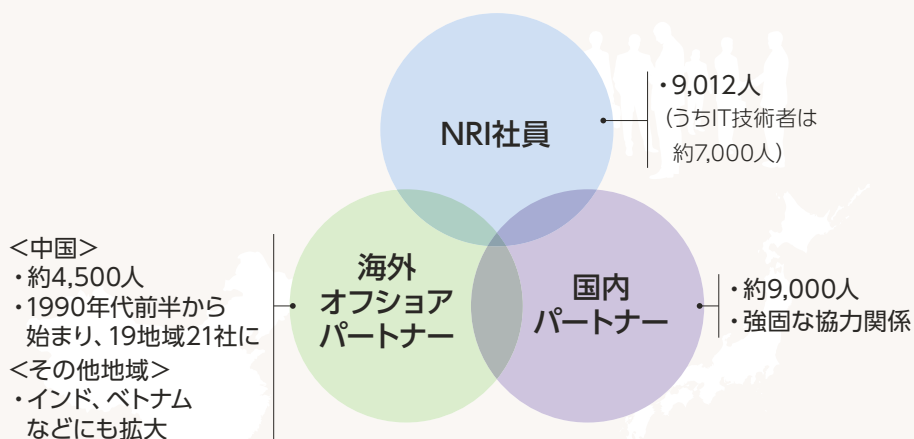 NRI社員
・9,012人
(うちIT技術者は
約7,000人)
海外
オフショア
パートナー
<中国>
・約4,500人
・1990年代前半から
始まり、19地域21社に
<その他地域>
・インド、ベトナム
などにも拡大
国内
パートナー
・約9,000人
・強固な協力関係